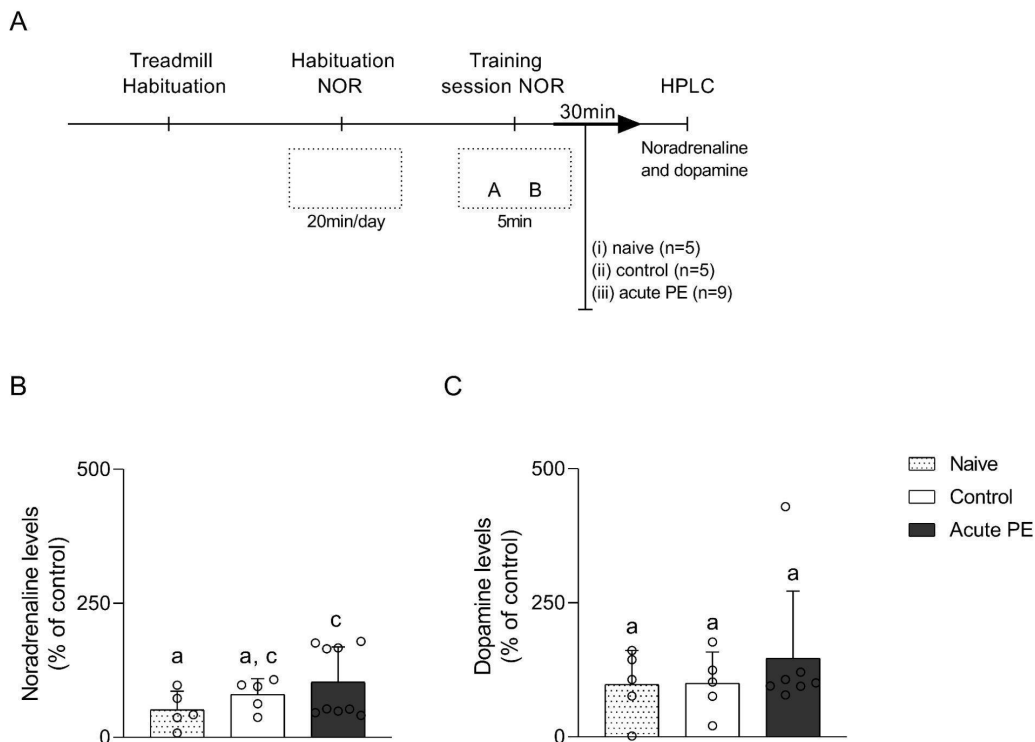 A
Treadmill
Habituation
Habituation
NOR
Training
session NOR
30min
HPLC
Noradrenaline
and dopamine
A B
20min/day
5min
(i) naive (n=5)
(ii) control (n=5)
(iii) acute PE (n=9)
B
Noradrenaline levels
(% of control)
500
250
0
a
a, c
c
C
Dopamine levels
(% of control)
500
250
0
a
a
a
Naive
Control
Acute PE